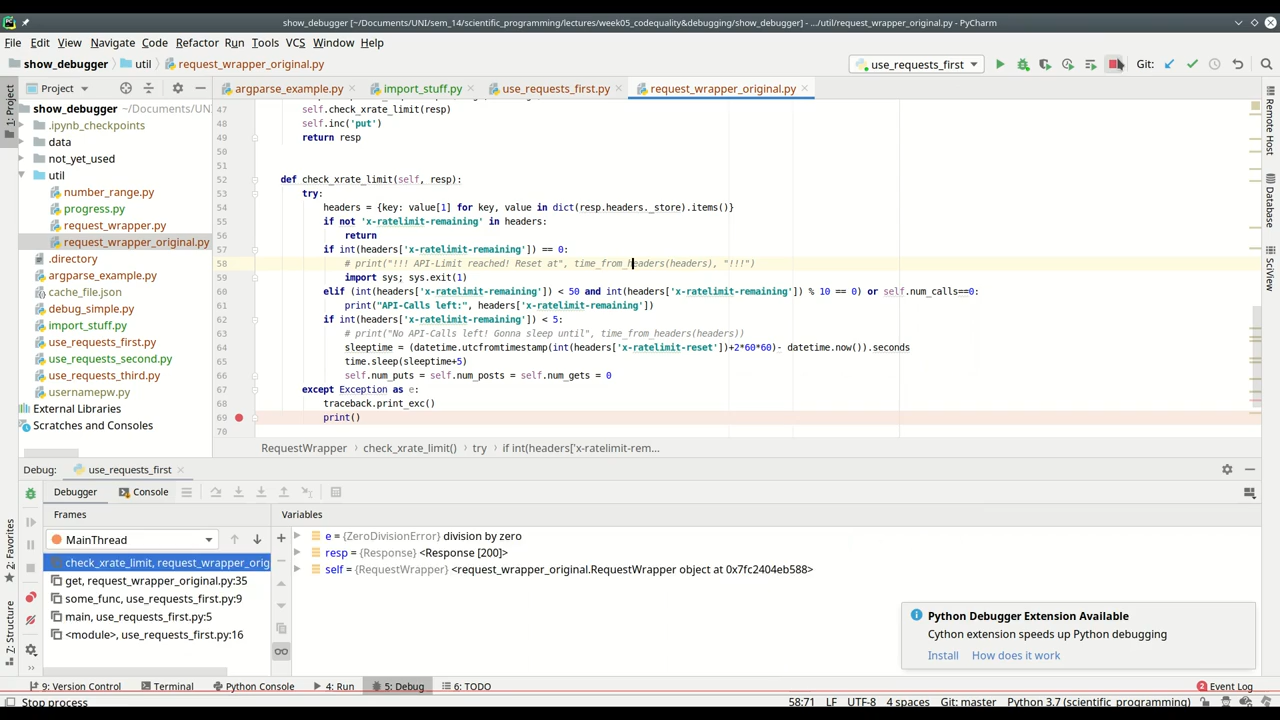 show_debugger [~/Documents/UNI/sem_14/scientific_programming/lectures/week05_codequality&debugging/show_debugger] - .../util/request_wrapper_original.py - PyCharm
File Edit View Navigate Code Refactor Run Tools VCS Window Help
show_debugger util request_wrapper_original.py use_requests_first Git:
1: Project
Project
argparse_example.py import_stuff.py use_requests_first.py request_wrapper_original.py
show_debugger ~/Documents/UNI
.ipynb_checkpoints
data
not_yet_used
util
number_range.py
progress.py
request_wrapper.py
request_wrapper_original.py
.directory
argparse_example.py
cache_file.json
debug_simple.py
import_stuff.py
use_requests_first.py
use_requests_second.py
use_requests_third.py
usernamepw.py
External Libraries
Scratches and Consoles
47 self.check_xrate_limit(resp)
48 self.inc('put')
49 return resp
50
51
52 def check_xrate_limit(self, resp):
53 try:
54 headers = {key: value[1] for key, value in dict(resp.headers._store).items()}
55 if not 'x-ratelimit-remaining' in headers:
56 return
57 if int(headers['x-ratelimit-remaining']) == 0:
58 # print("!!! API-Limit reached! Reset at", time_from_headers(headers), "!!!")
59 import sys; sys.exit(1)
60 elif (int(headers['x-ratelimit-remaining']) < 50 and int(headers['x-ratelimit-remaining']) % 10 == 0) or self.num_calls==0:
61 print("API-Calls left:", headers['x-ratelimit-remaining'])
62 if int(headers['x-ratelimit-remaining']) < 5:
63 # print("No API-Calls left! Gonna sleep until", time_from_headers(headers))
64 sleeptime = (datetime.utcfromtimestamp(int(headers['x-ratelimit-reset'])+2*60*60)- datetime.now()).seconds
65 time.sleep(sleeptime+5)
66 self.num_puts = self.num_posts = self.num_gets = 0
67 except Exception as e:
68 traceback.print_exc()
69 print()
70
RequestWrapper check_xrate_limit() try if int(headers['x-ratelimit-rem...
Remote Host
Database
SciView
Debug: use_requests_first
Debugger Console
Frames
MainThread
check_xrate_limit, request_wrapper_orig
get, request_wrapper_original.py:35
some_func, use_requests_first.py:9
main, use_requests_first.py:5
<module>, use_requests_first.py:16
Variables
e = {ZeroDivisionError} division by zero
resp = {Response} <Response [200]>
self = {RequestWrapper} <request_wrapper_original.RequestWrapper object at 0x7fc2404eb588>
Python Debugger Extension Available
Cython extension speeds up Python debugging
Install How does it work
2: Favorites
7: Structure
9: Version Control Terminal Python Console 4: Run 5: Debug 6: TODO 2 Event Log
Stop process 58:71 LF UTF-8 4 spaces Git: master Python 3.7 (scientific_programming)